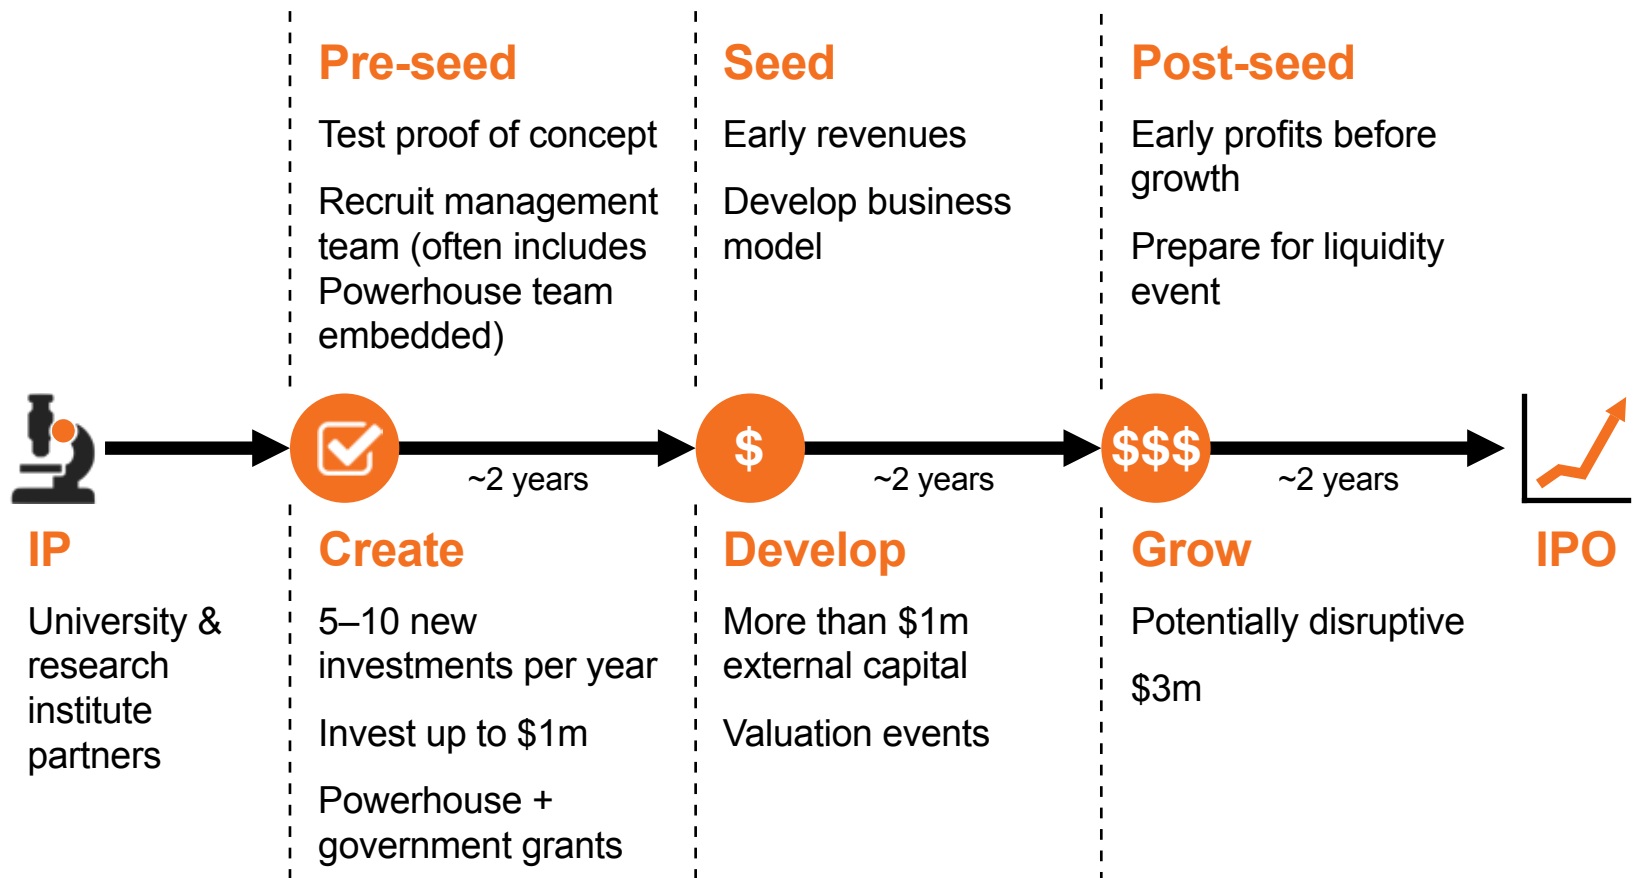 Pre-seed
Test proof of concept
Recruit management
team (often includes
Powerhouse team
embedded)
Seed
Early revenues
Develop business
model
Post-seed
Early profits before
growth
Prepare for liquidity
event
~2 years
$
~2 years
$$$
~2 years
IP
University &
research
institute
partners
Create
5–10 new
investments per year
Invest up to $1m
Powerhouse +
government grants
Develop
More than $1m
external capital
Valuation events
Grow
Potentially disruptive
$3m
IPO